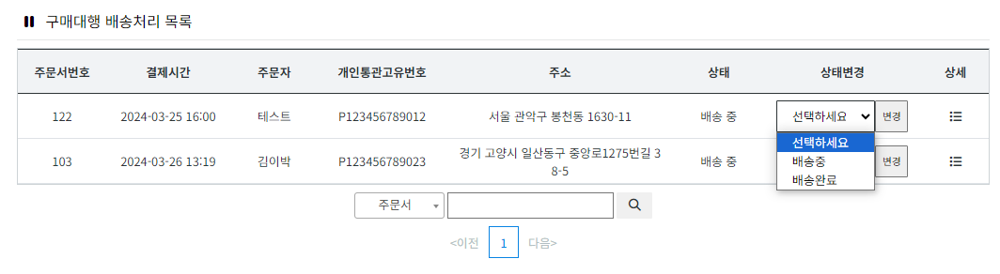 구매대행 배송처리 목록
주문서번호 결제시간 주문자 개인통관고유번호 주소 상태 상태변경 상세
122 2024-03-25 16:00 테스트 P123456789012 서울 관악구 봉천동 1630-11 배송 중 선택하세요 변경
선택하세요
103 2024-03-26 13:19 김이박 P123456789023 경기 고양시 일산동구 중앙로1275번길 3 배송 중 배송중 변경
8-5
배송완료
주문서
<이전 1 다음>